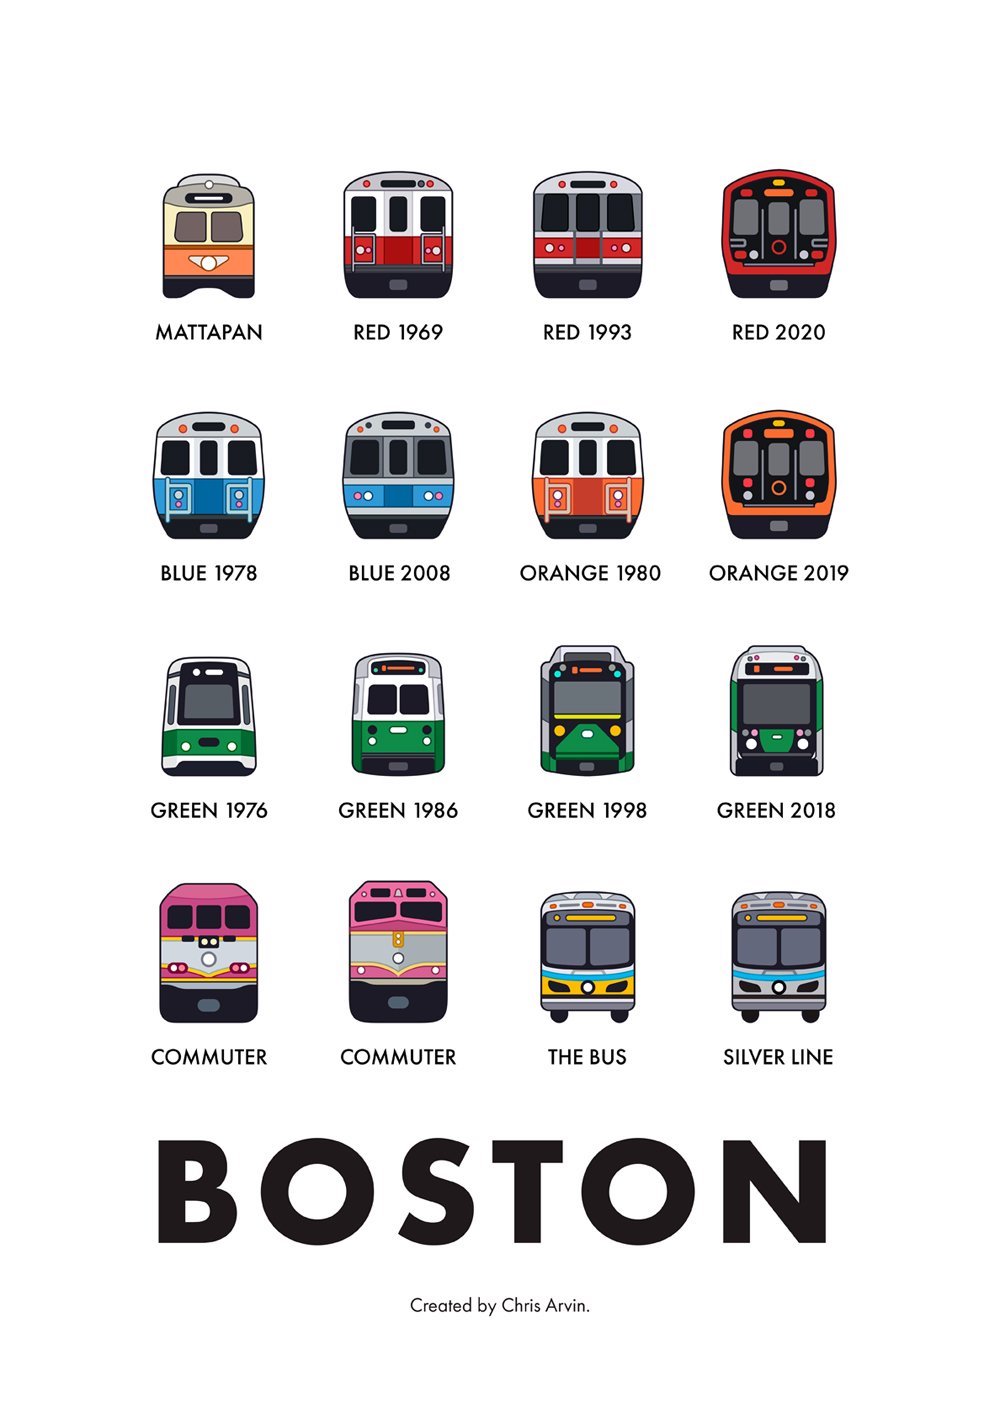 MATTAPAN RED 1969 RED 1993 RED 2020
BLUE 1978 BLUE 2008 ORANGE 1980 ORANGE 2019
GREEN 1976 GREEN 1986 GREEN 1998 GREEN 2018
COMMUTER COMMUTER THE BUS SILVER LINE
BOSTON
Created by Chris Arvin.